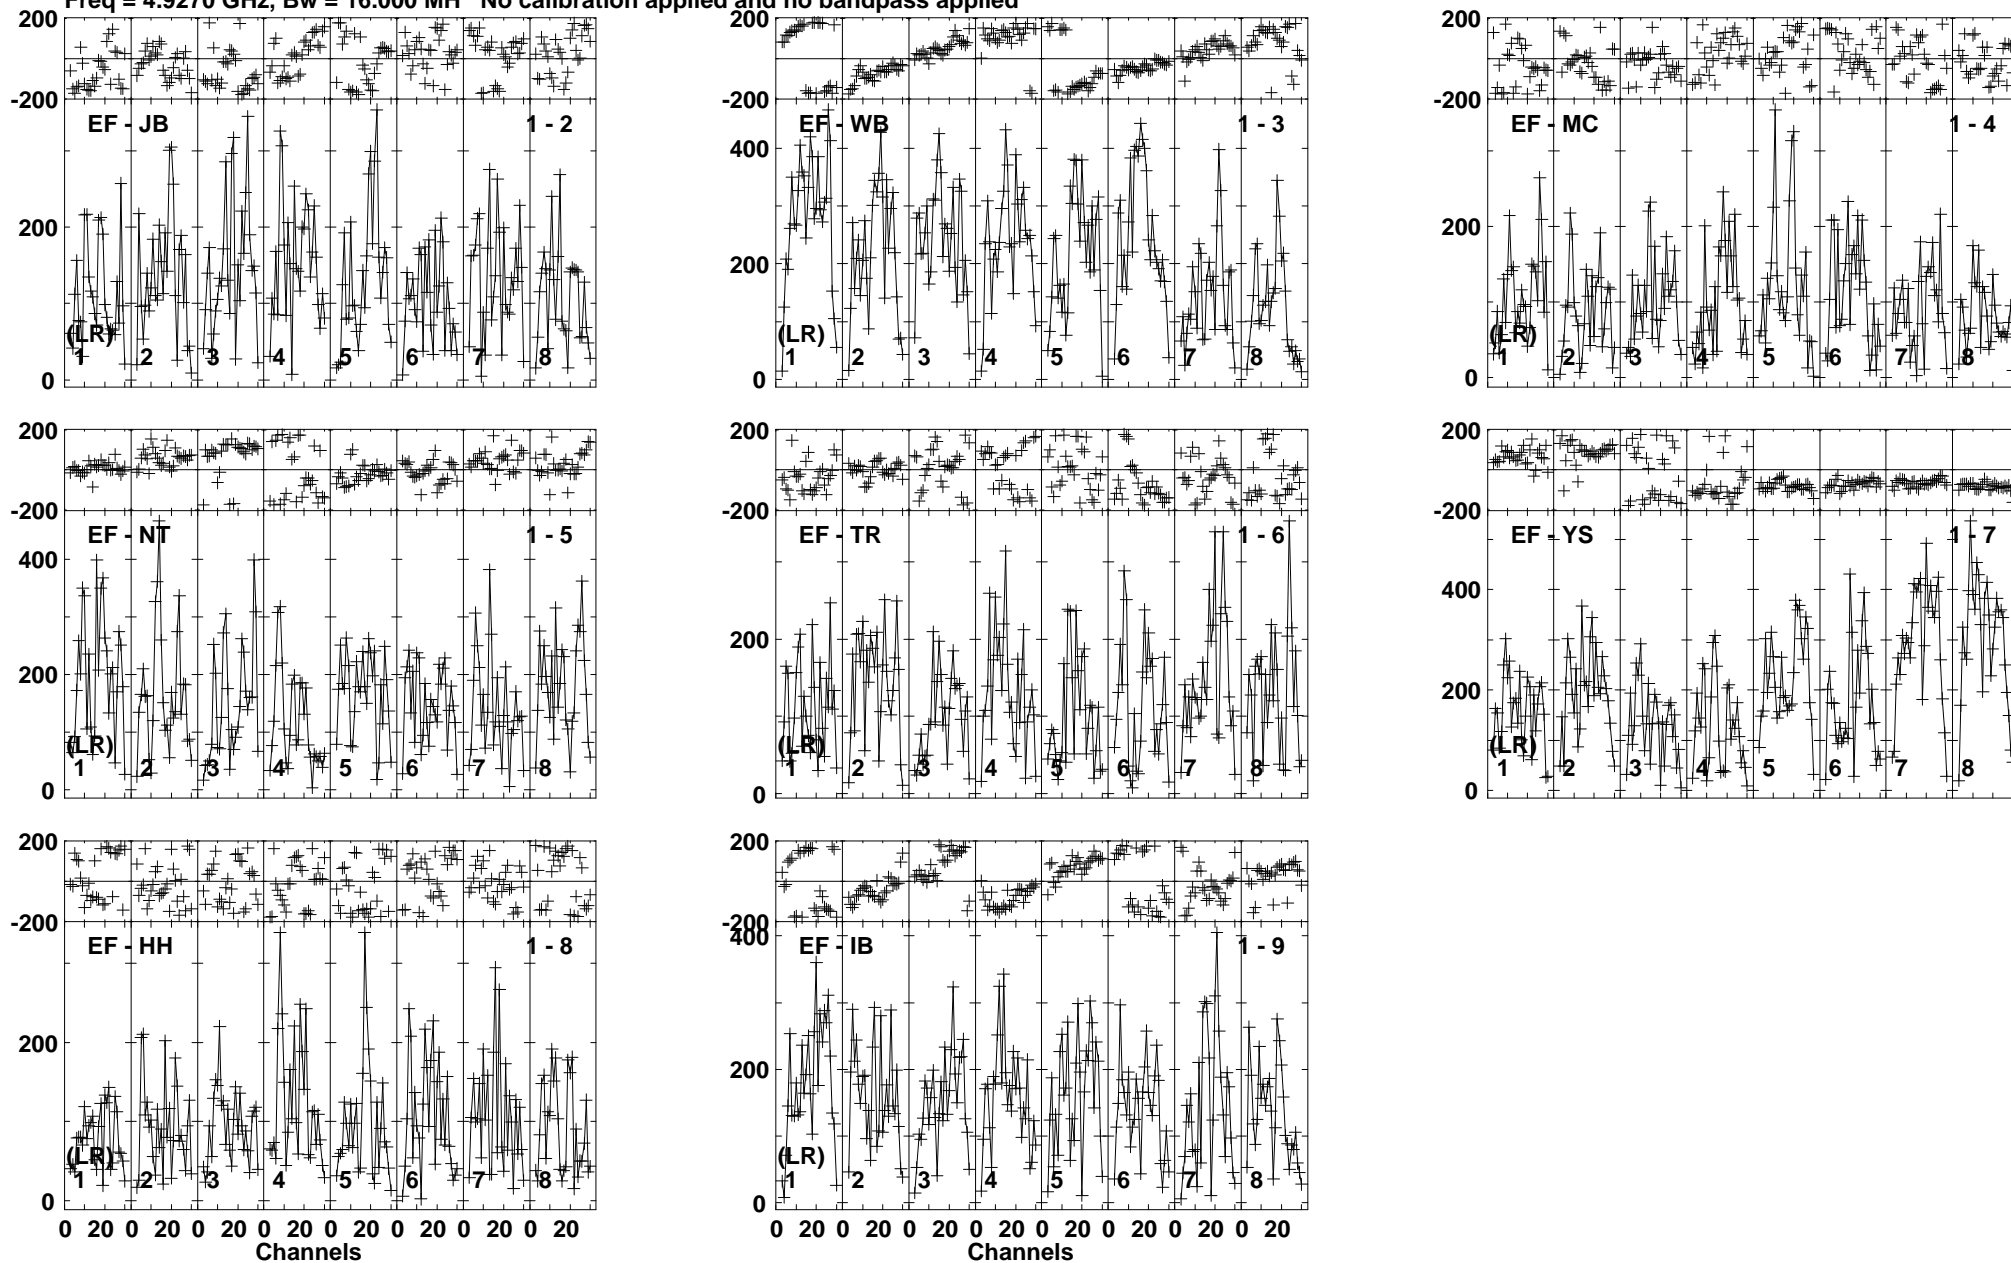 Freq = 4.9270 GHz, Bw = 16.000 MH No calibration applied and no bandpass applied
200 200 200
-200 -200 -200
EF - JB 1 - 2 EF - WB 1 - 3 EF - MC 1 - 4
400
200 200 200
(LR) (LR) (LR)
1 2 3 4 5 6 7 8 1 2 3 4 5 6 7 8 1 2 3 4 5 6 7 8
0 0 0
200 200 200
-200 -200 -200
EF - NT 1 - 5 EF - TR 1 - 6 EF - YS 1 - 7
400 400
200 200 200
(LR) (LR) (LR)
1 2 3 4 5 6 7 8 1 2 3 4 5 6 7 8 1 2 3 4 5 6 7 8
0 0 0
200 200
-200 -200
400
EF - HH 1 - 8 EF - IB 1 - 9
200 200
(LR) (LR)
1 2 3 4 5 6 7 8 1 2 3 4 5 6 7 8
0 0
0 20 0 20 0 20 0 20 0 20 0 20 0 20 0 20 0 20 0 20 0 20 0 20 0 20 0 20 0 20 0 20
Channels Channels